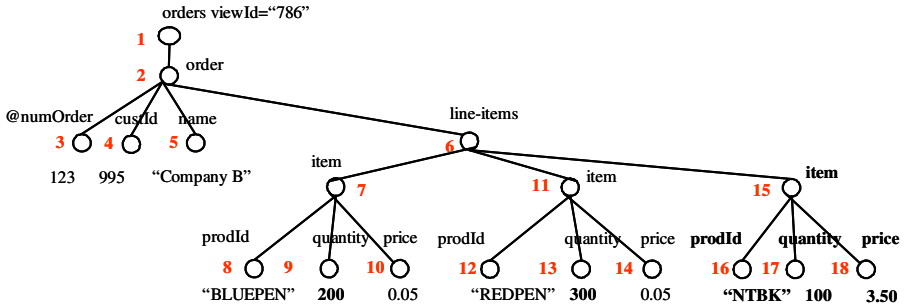 orders viewId=“786”
1
2 order
@numOrder custId name line-items
3 4 5 6
123 995 “Company B”
item item item
7 11 15
prodId quantity price prodId quantity price prodId quantity price
8 9 10 12 13 14 16 17 18
“BLUEPEN” 200 0.05 “REDPEN” 300 0.05 “NTBK” 100 3.50